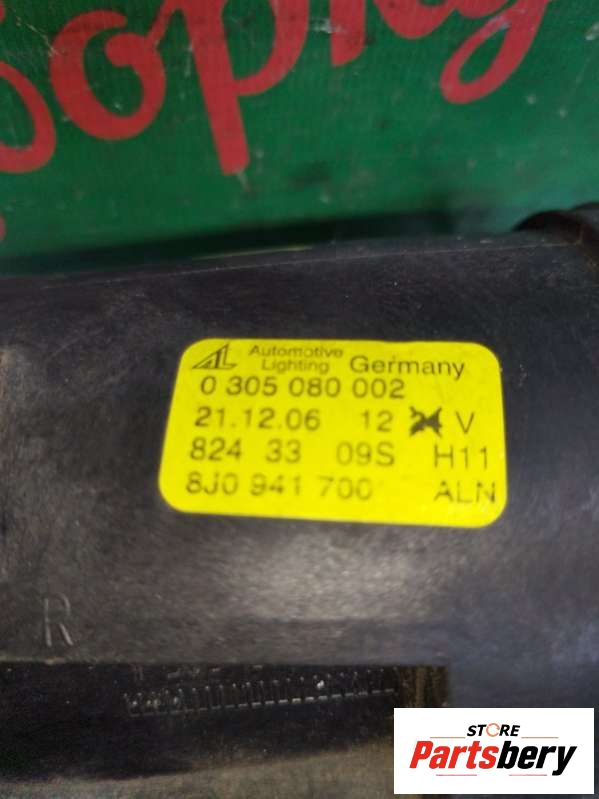 AL Automotive Lighting Germany
0 305 080 002
21.12.06 12 V
824 33 09S H11
8J0 941 700 ALN
R
STORE
Partsbery